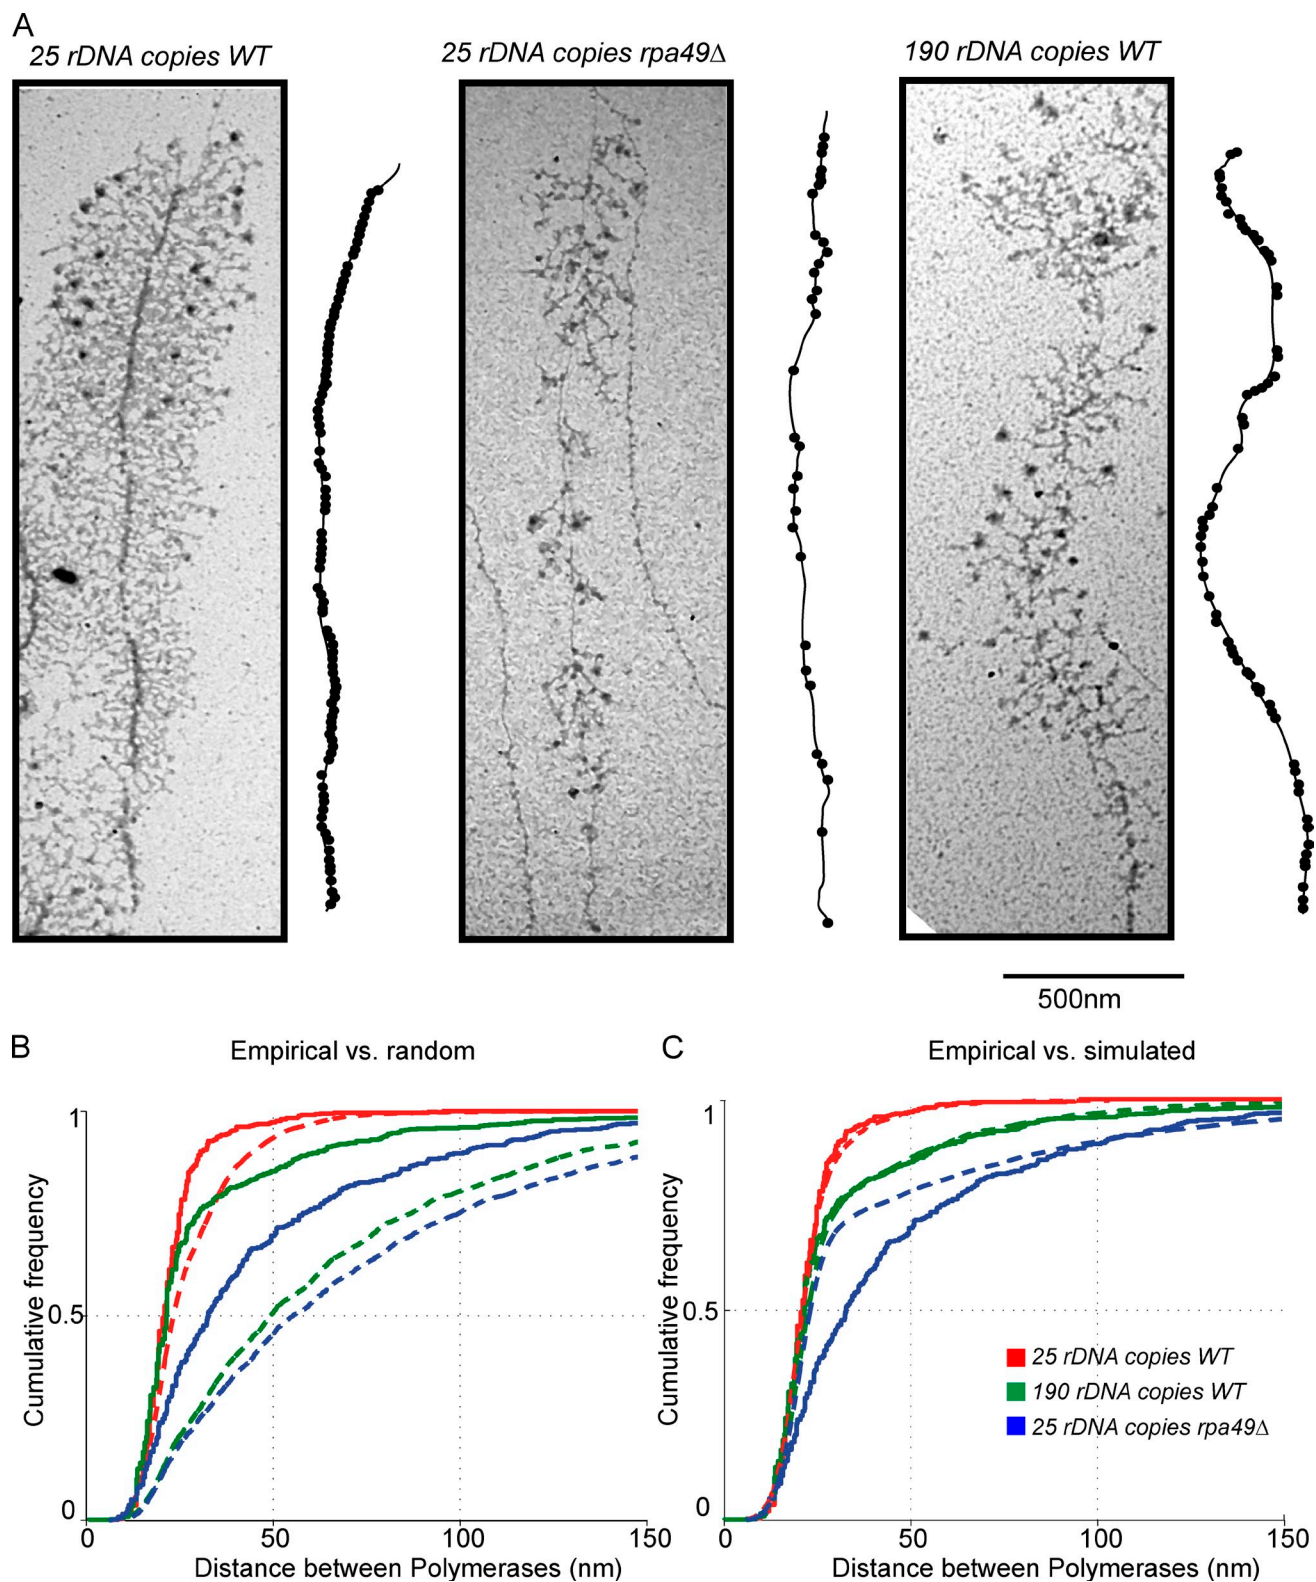 A
25 rDNA copies WT
25 rDNA copies rpa49Δ
190 rDNA copies WT
500nm
B
Empirical vs. random
Cumulative frequency
1
0.5
0
0
50
100
150
Distance between Polymerases (nm)
C
Empirical vs. simulated
Cumulative frequency
1
0.5
0
0
50
100
150
Distance between Polymerases (nm)
25 rDNA copies WT
190 rDNA copies WT
25 rDNA copies rpa49Δ